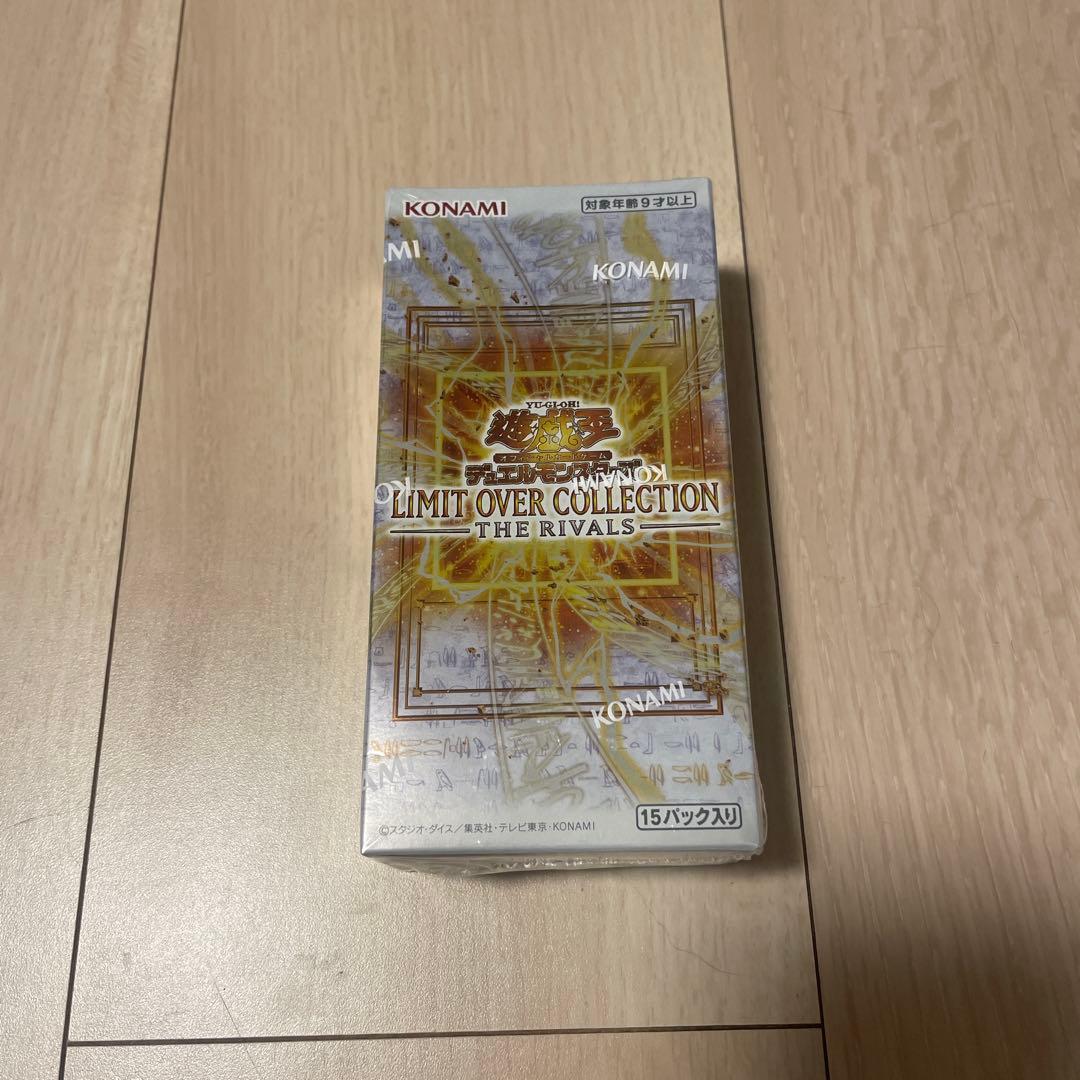 KONAMI
対象年齢9才以上
KONAMI
YU-GI-OH!
遊戯王
オフィシャルカードゲーム
デュエルモンスターズ
KONAMI
LIMIT OVER COLLECTION
THE RIVALS
KONAMI
15パック入り
©スタジオ・ダイス／集英社・テレビ東京・KONAMI